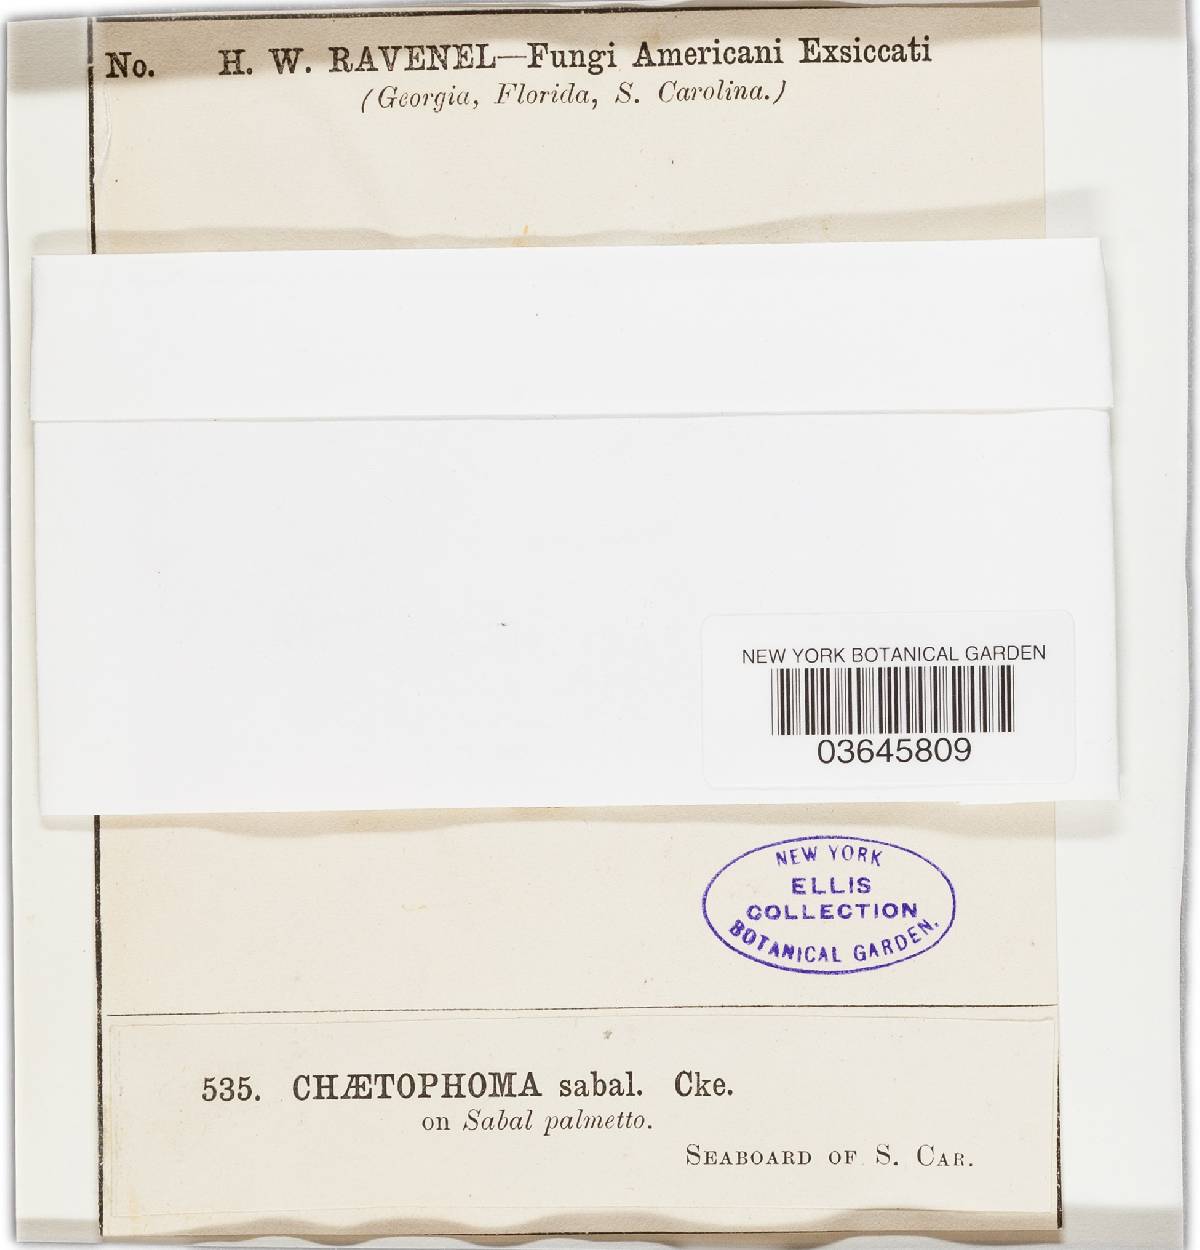 No. H. W. RAVENEL—Fungi Americani Exsiccati
(Georgia, Florida, S. Carolina.)
NEW YORK BOTANICAL GARDEN
03645809
NEW YORK
ELLIS
COLLECTION
BOTANICAL GARDEN.
535. CHÆTOPHOMA sabal. Cke.
on Sabal palmetto.
SEABOARD OF S. CAR.